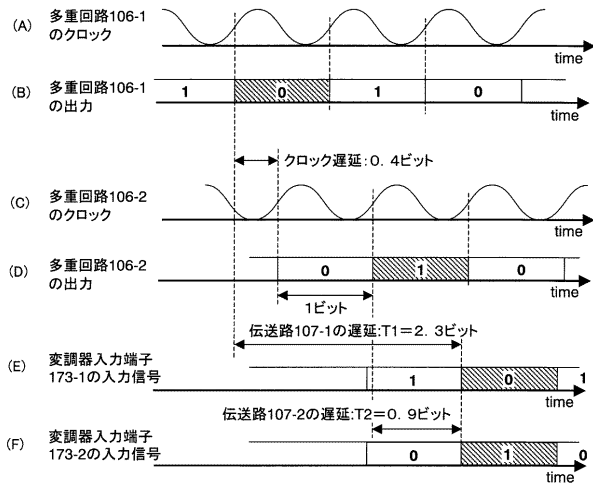 (A) 多重回路106-1
のクロック
time
(B) 多重回路106-1
の出力
1 0 1 0
time
クロック遅延:0.4ビット
(C) 多重回路106-2
のクロック
time
(D) 多重回路106-2
の出力
0 1 0
time
1ビット
伝送路107-1の遅延:T1=2.3ビット
(E) 変調器入力端子
173-1の入力信号
1 0 1
time
伝送路107-2の遅延:T2=0.9ビット
(F) 変調器入力端子
173-2の入力信号
0 1 0
time